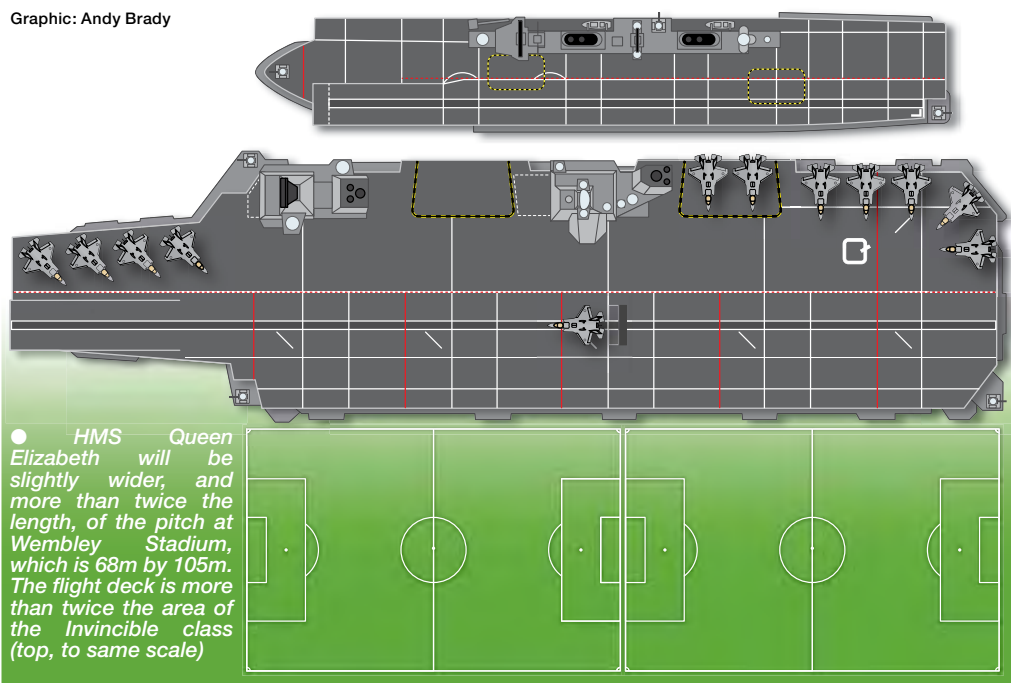 Graphic: Andy Brady
● HMS Queen
Elizabeth will be
slightly wider, and
more than twice the
length, of the pitch at
Wembley Stadium,
which is 68m by 105m.
The flight deck is more
than twice the area of
the Invincible class
(top, to same scale)